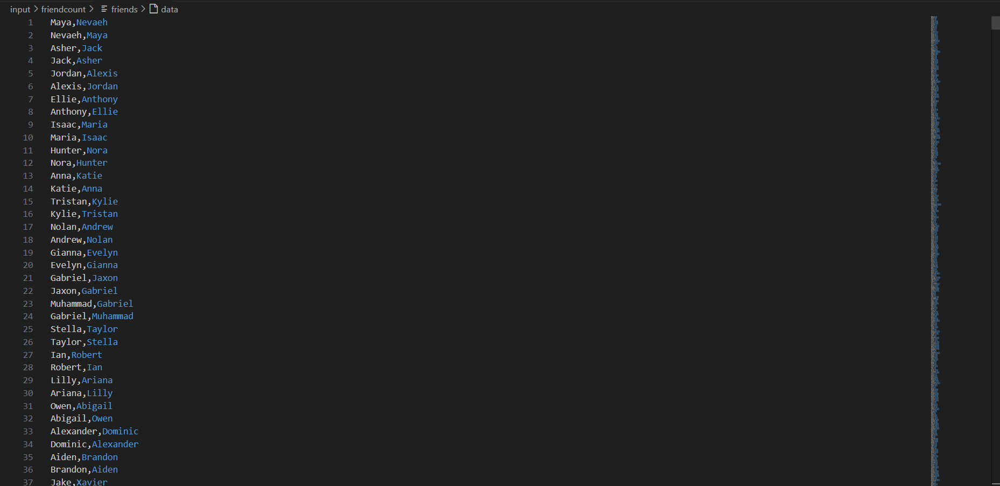 input > friendcount > friends > data
1 Maya,Nevaeh
2 Nevaeh,Maya
3 Asher,Jack
4 Jack,Asher
5 Jordan,Alexis
6 Alexis,Jordan
7 Ellie,Anthony
8 Anthony,Ellie
9 Isaac,Maria
10 Maria,Isaac
11 Hunter,Nora
12 Nora,Hunter
13 Anna,Katie
14 Katie,Anna
15 Tristan,Kylie
16 Kylie,Tristan
17 Nolan,Andrew
18 Andrew,Nolan
19 Gianna,Evelyn
20 Evelyn,Gianna
21 Gabriel,Jaxon
22 Jaxon,Gabriel
23 Muhammad,Gabriel
24 Gabriel,Muhammad
25 Stella,Taylor
26 Taylor,Stella
27 Ian,Robert
28 Robert,Ian
29 Lilly,Ariana
30 Ariana,Lilly
31 Owen,Abigail
32 Abigail,Owen
33 Alexander,Dominic
34 Dominic,Alexander
35 Aiden,Brandon
36 Brandon,Aiden
37 Jake,Xavier